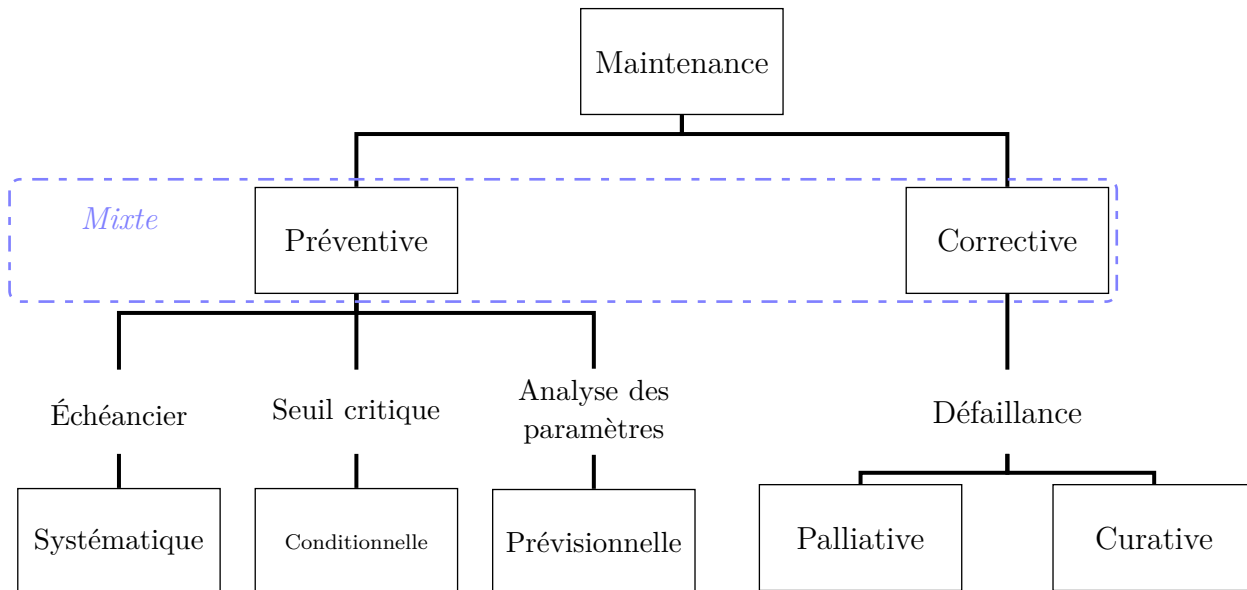 Maintenance
Mixte
Préventive
Corrective
Échéancier
Seuil critique
Analyse des
paramètres
Défaillance
Systématique
Conditionnelle
Prévisionnelle
Palliative
Curative